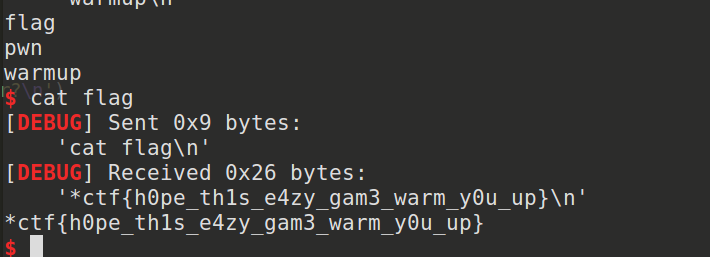 warmup\n'
flag
pwn
warmup
$ cat flag
[DEBUG] Sent 0x9 bytes:
'cat flag\n'
[DEBUG] Received 0x26 bytes:
'*ctf{h0pe_th1s_e4zy_gam3_warm_y0u_up}\n'
*ctf{h0pe_th1s_e4zy_gam3_warm_y0u_up}
$